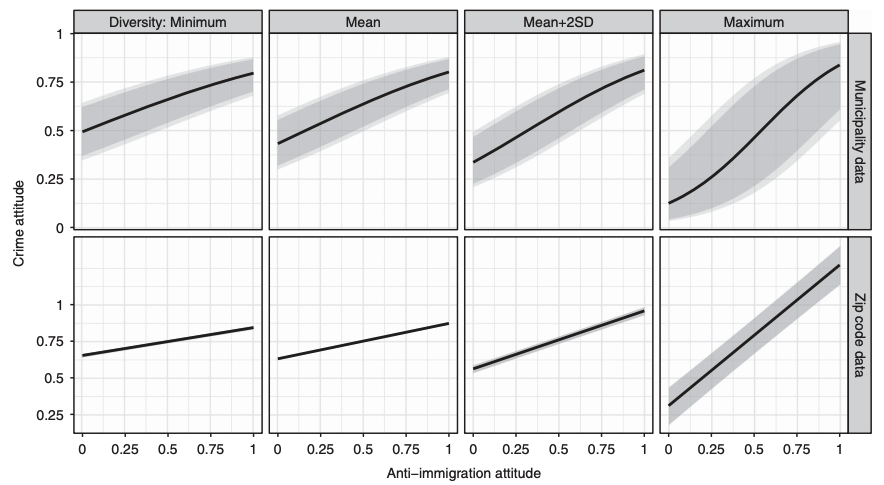 Diversity: Minimum Mean Mean+2SD Maximum
1
0.75
0.5
0.25
0
Municipality data
Crime attitude
1
0.75
0.5
0.25
Zip code data
0 0.25 0.5 0.75 1 0 0.25 0.5 0.75 1 0 0.25 0.5 0.75 1 0 0.25 0.5 0.75 1
Anti−immigration attitude